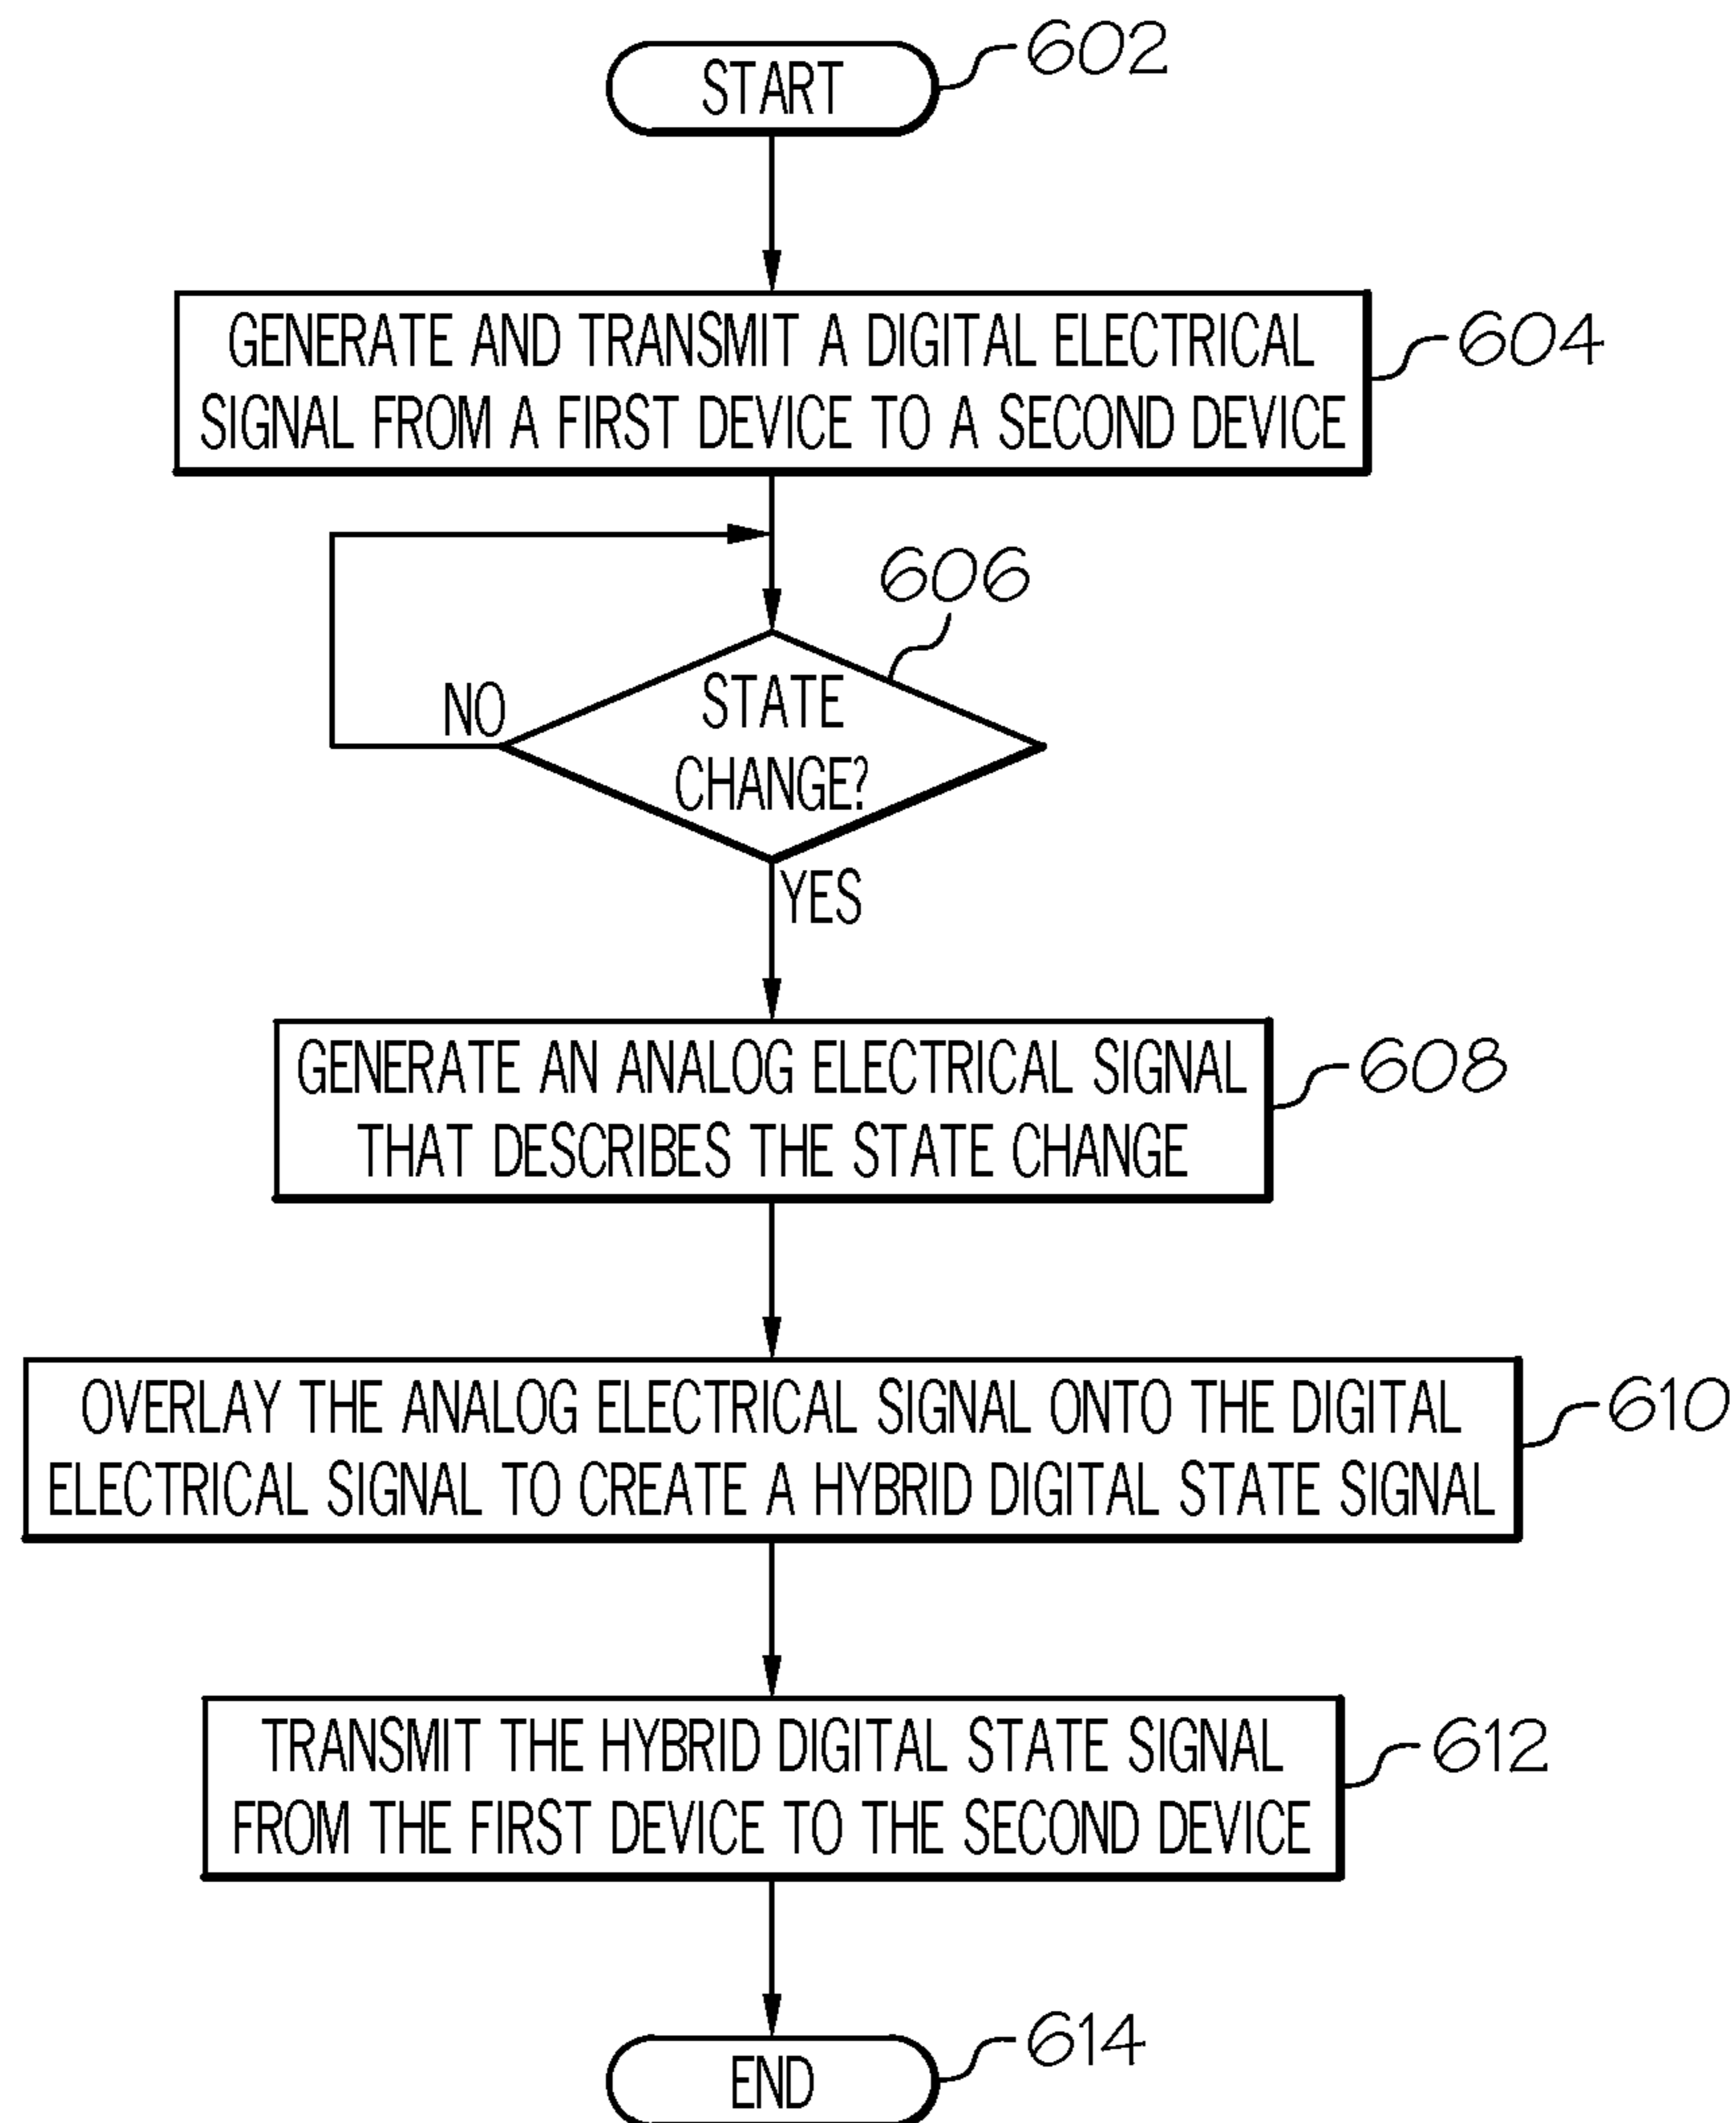 START
602
GENERATE AND TRANSMIT A DIGITAL ELECTRICAL
SIGNAL FROM A FIRST DEVICE TO A SECOND DEVICE
604
606
STATE
CHANGE?
NO
YES
GENERATE AN ANALOG ELECTRICAL SIGNAL
THAT DESCRIBES THE STATE CHANGE
608
OVERLAY THE ANALOG ELECTRICAL SIGNAL ONTO THE DIGITAL
ELECTRICAL SIGNAL TO CREATE A HYBRID DIGITAL STATE SIGNAL
610
TRANSMIT THE HYBRID DIGITAL STATE SIGNAL
FROM THE FIRST DEVICE TO THE SECOND DEVICE
612
END
614